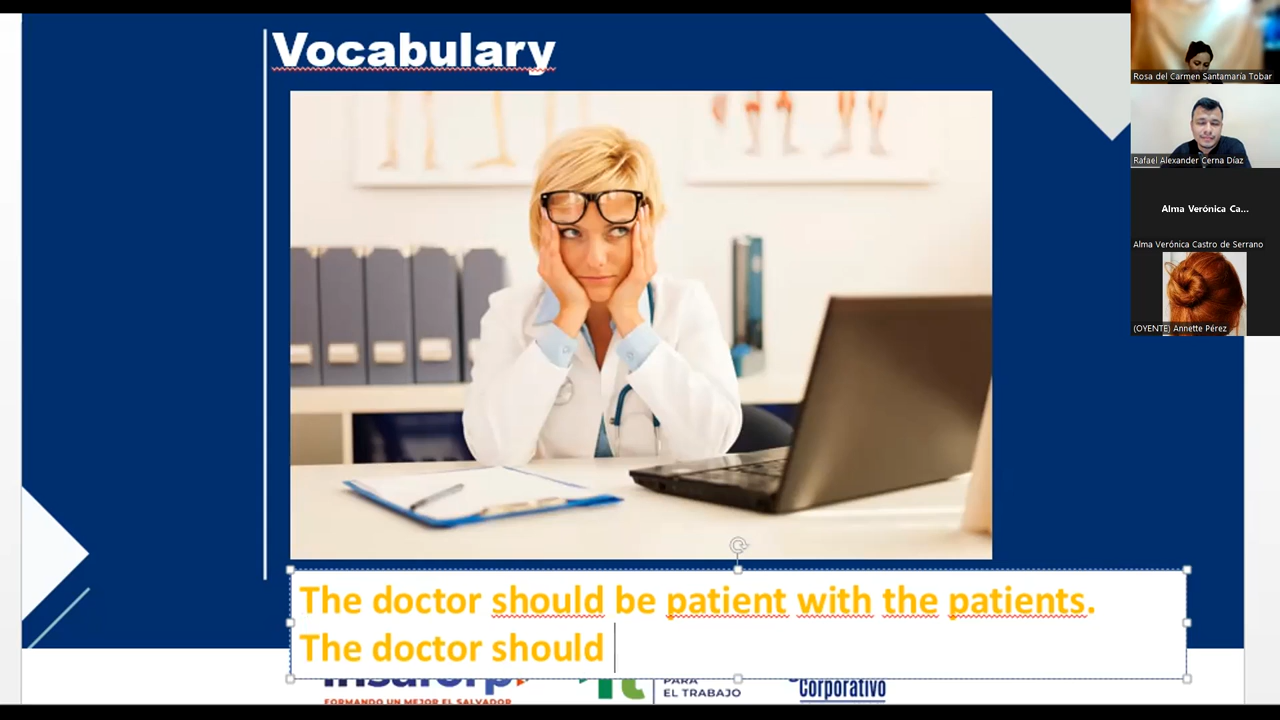 Vocabulary
The doctor should be patient with the patients.
The doctor should
FORMANDO UN MEJOR EL SALVADOR
PARA
EL TRABAJO
Corporativo
Rosa del Carmen Santamaría Tobar
Rafael Alexander Cerna Díaz
Alma Verónica Ca...
Alma Verónica Castro de Serrano
(OYENTE) Annette Pérez